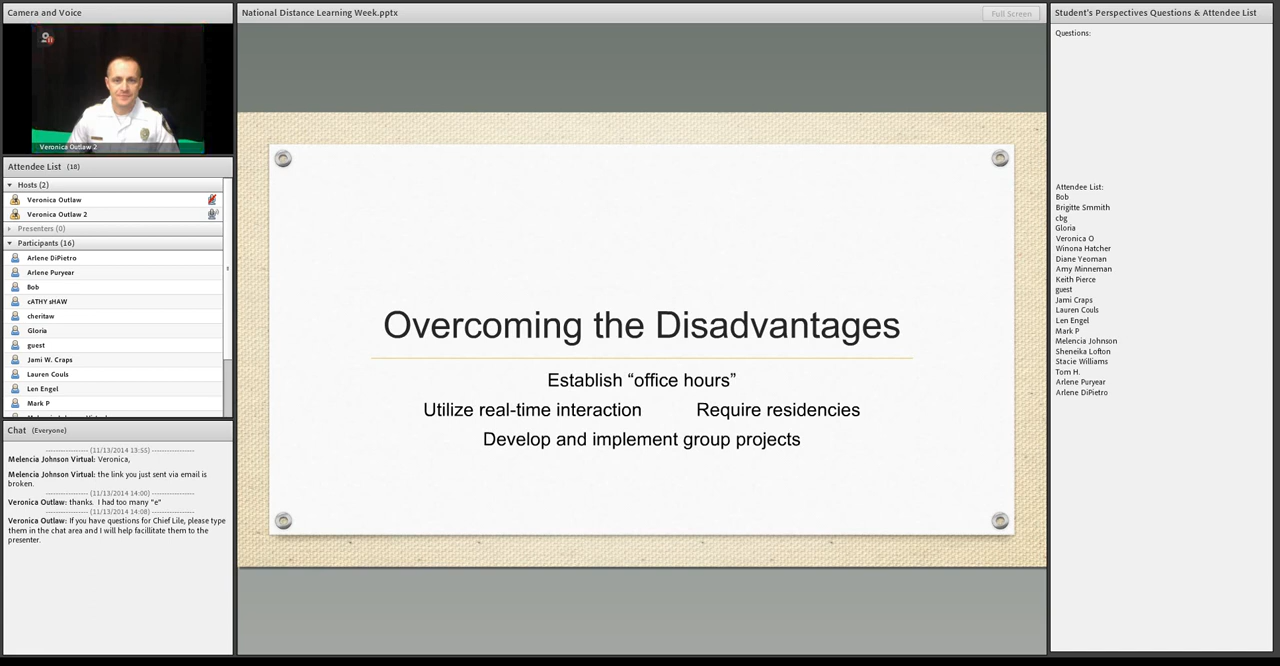 Camera and Voice
Veronica Outlaw 2
Attendee List (18)
Hosts (2)
Veronica Outlaw
Veronica Outlaw 2
Presenters (0)
Participants (16)
Arlene DiPietro
Arlene Puryear
Bob
cATHY sHAW
cheritaw
Gloria
guest
Jami W. Craps
Lauren Couls
Len Engel
Mark P
Chat (Everyone)
------------------ (11/13/2014 13:55) ------------------
Melencia Johnson Virtual: Veronica,
Melencia Johnson Virtual: the link you just sent via email is
broken.
------------------ (11/13/2014 14:00) ------------------
Veronica Outlaw: thanks. I had too many "e"
------------------ (11/13/2014 14:08) ------------------
Veronica Outlaw: If you have questions for Chief Lile, please type
them in the chat area and I will help facillitate them to the
presenter.
National Distance Learning Week.pptx
Full Screen
Overcoming the Disadvantages
Establish “office hours”
Utilize real-time interaction Require residencies
Develop and implement group projects
Student's Perspectives Questions & Attendee List
Questions:
Attendee List:
Bob
Brigitte Smmith
cbg
Gloria
Veronica O
Winona Hatcher
Diane Yeoman
Amy Minneman
Keith Pierce
guest
Jami Craps
Lauren Couls
Len Engel
Mark P
Melencia Johnson
Sheneika Lofton
Stacie Williams
Tom H.
Arlene Puryear
Arlene DiPietro